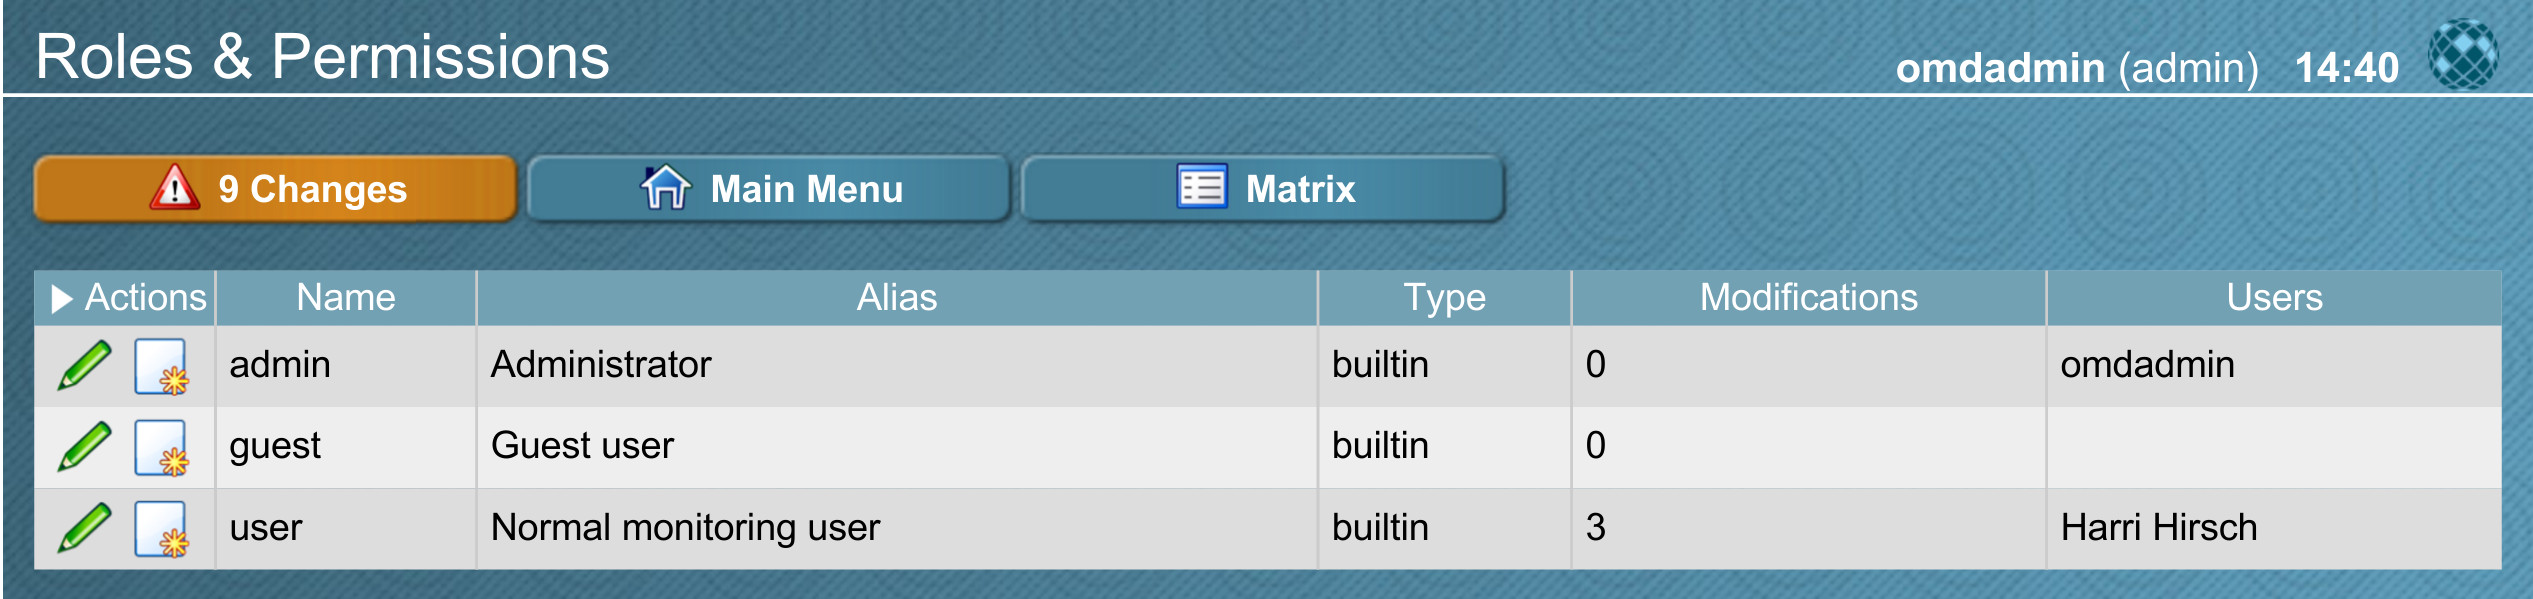 Roles & Permissions
omdadmin (admin) 14:40
9 Changes Main Menu Matrix
Actions Name Alias Type Modifications Users
admin Administrator builtin 0 omdadmin
guest Guest user builtin 0
user Normal monitoring user builtin 3 Harri Hirsch